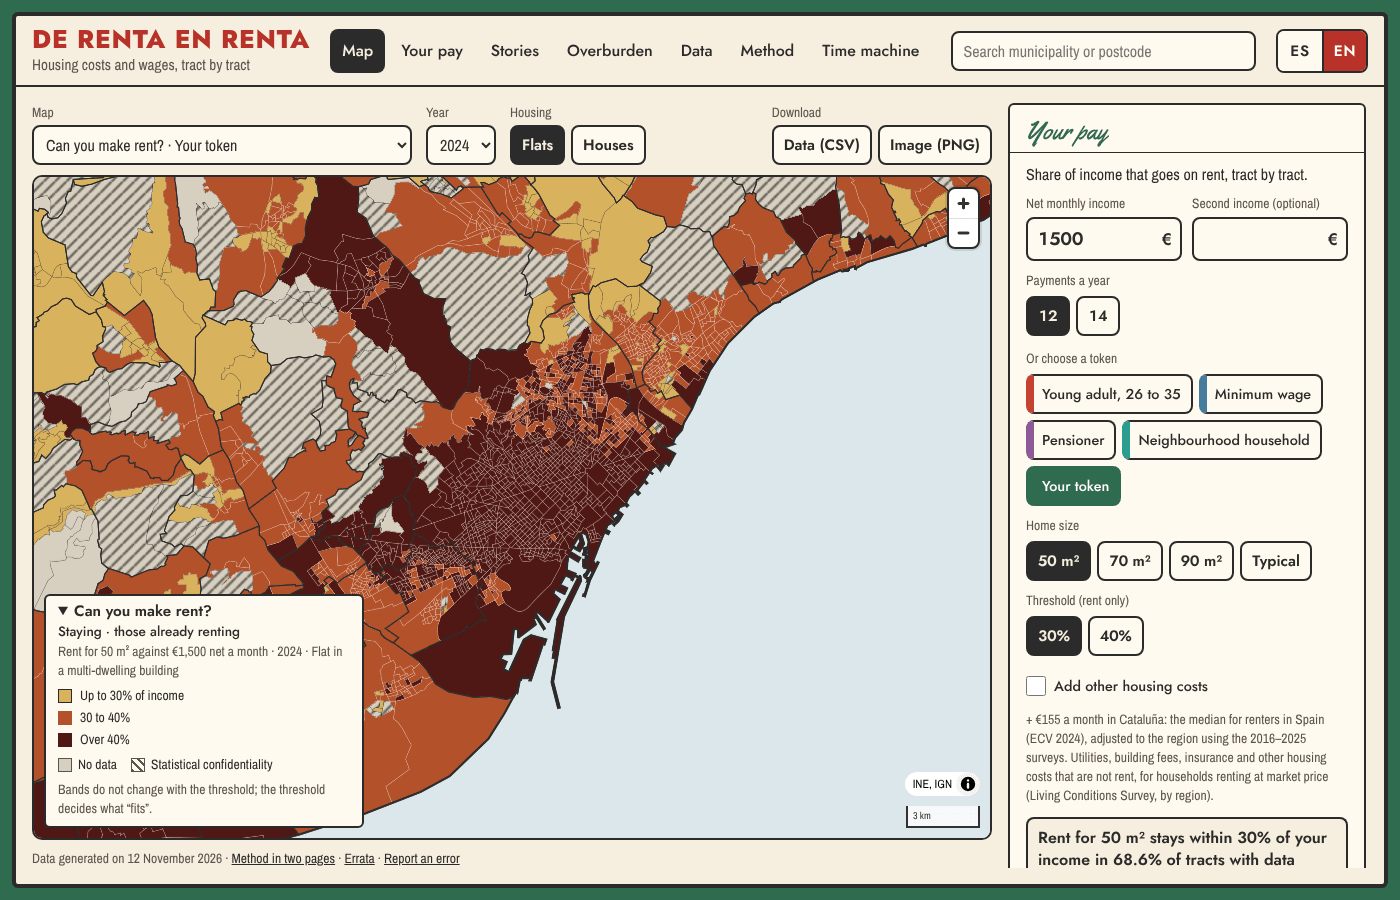 DE RENTA EN RENTA
Housing costs and wages, tract by tract
Map
Your pay
Stories
Overburden
Data
Method
Time machine
Search municipality or postcode
ES
EN
Map
Can you make rent? · Your token
Year
2024
Housing
Flats
Houses
Download
Data (CSV)
Image (PNG)
+
−
Can you make rent?
Staying · those already renting
Rent for 50 m² against €1,500 net a month · 2024 · Flat in
a multi-dwelling building
Up to 30% of income
30 to 40%
Over 40%
No data
Statistical confidentiality
Bands do not change with the threshold; the threshold
decides what “fits”.
INE, IGN
3 km
Data generated on 12 November 2026 · Method in two pages · Errata · Report an error
Your pay
Share of income that goes on rent, tract by tract.
Net monthly income
Second income (optional)
1500 €
€
Payments a year
12
14
Or choose a token
Young adult, 26 to 35
Minimum wage
Pensioner
Neighbourhood household
Your token
Home size
50 m²
70 m²
90 m²
Typical
Threshold (rent only)
30%
40%
Add other housing costs
+ €155 a month in Cataluña: the median for renters in Spain
(ECV 2024), adjusted to the region using the 2016–2025
surveys. Utilities, building fees, insurance and other housing
costs that are not rent, for households renting at market price
(Living Conditions Survey, by region).
Rent for 50 m² stays within 30% of your
income in 68.6% of tracts with data